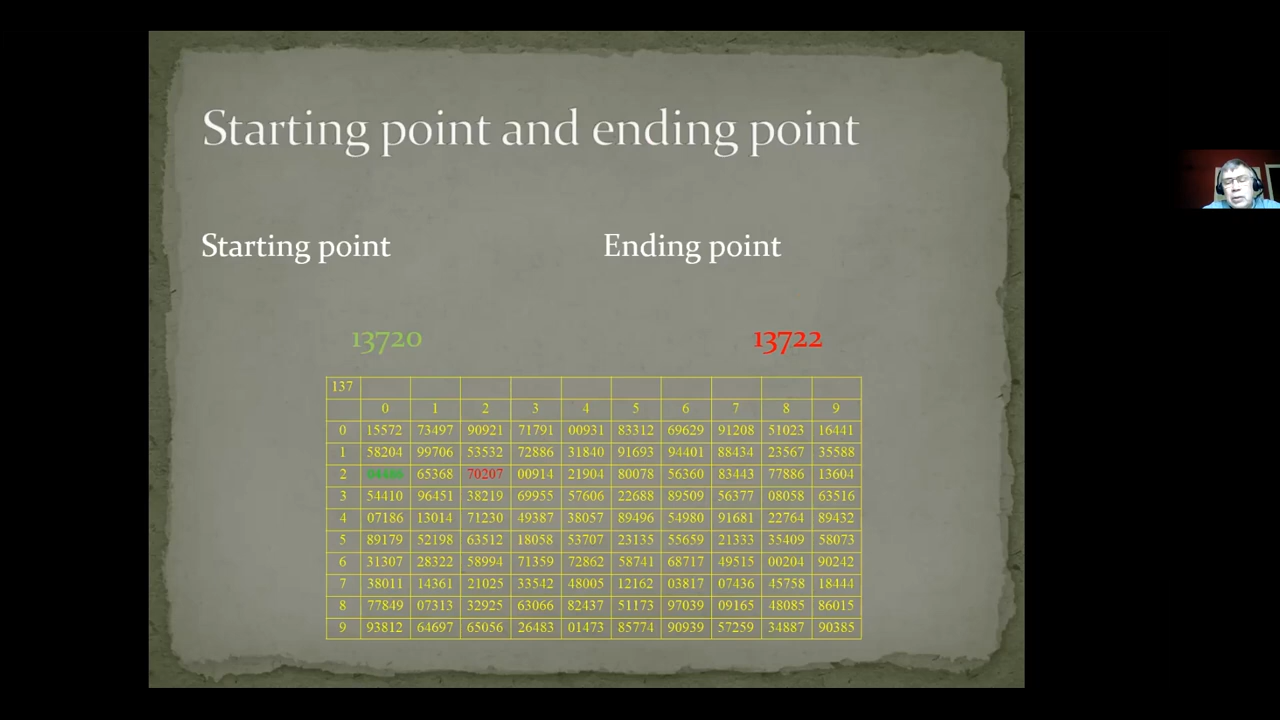 Starting point and ending point
Starting point
Ending point
13720
13722
137
0 1 2 3 4 5 6 7 8 9
0 15572 73497 90921 71791 00931 83312 69629 91208 51023 16441
1 58204 99706 53532 72886 31840 91693 94401 88434 23567 35588
2 65368 70207 00914 21904 80078 56360 83443 77886 13604
3 54410 96451 38219 69955 57606 22688 89509 56377 08058 63516
4 07186 13014 71230 49387 38057 89496 54980 91681 22764 89432
5 89179 52198 63512 18058 53707 23135 55659 21333 35409 58073
6 31307 28322 58994 71359 72862 58741 68717 49515 00204 90242
7 38011 14361 21025 33542 48005 12162 03817 07436 45758 18444
8 77849 07313 32925 63066 82437 51173 97039 09165 48085 86015
9 93812 64697 65056 26483 01473 85774 90939 57259 34887 90385